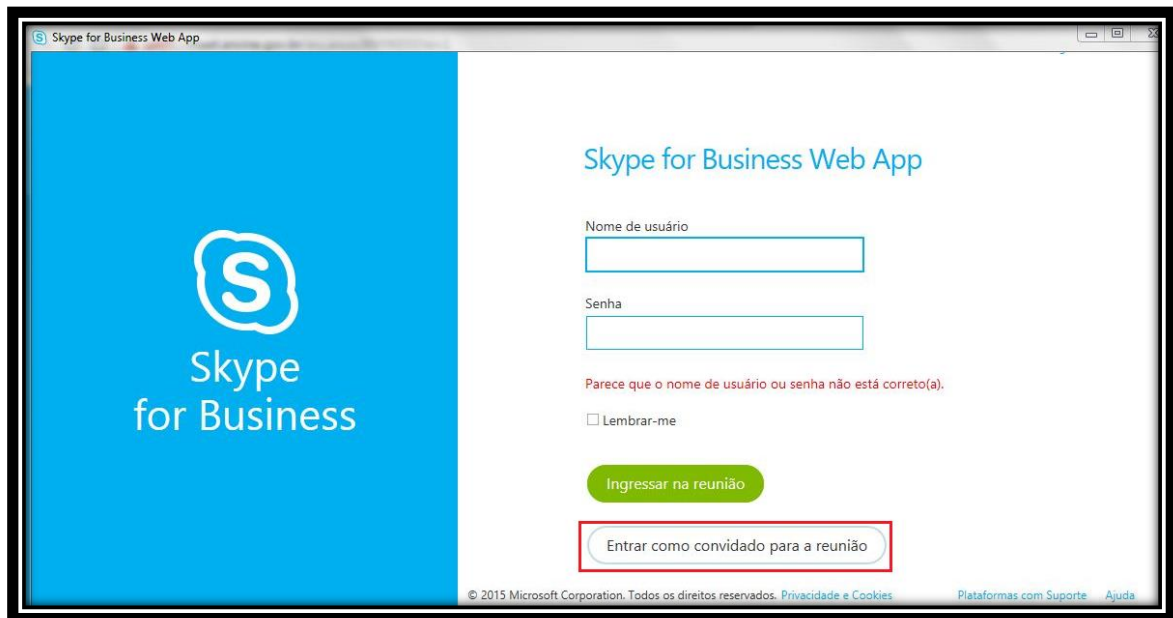 Skype for Business Web App
Skype for Business Web App
Nome de usuário
Senha
Skype
for Business
Parece que o nome de usuário ou senha não está correto(a).
Lembrar-me
Ingressar na reunião
Entrar como convidado para a reunião
© 2015 Microsoft Corporation. Todos os direitos reservados. Privacidade e Cookies
Plataformas com Suporte Ajuda